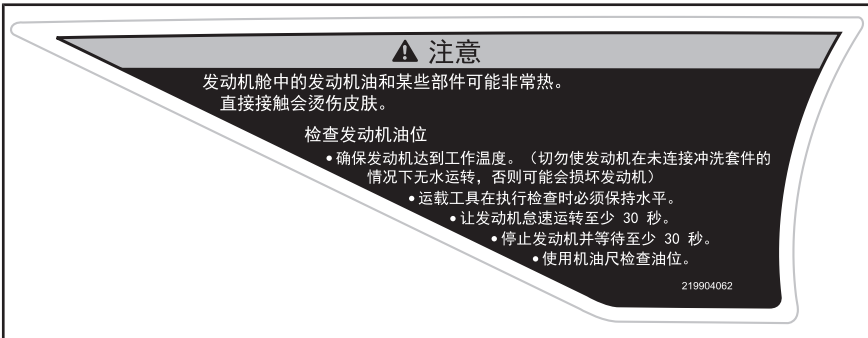 注意
发动机舱中的发动机油和某些部件可能非常热。
直接接触会烫伤皮肤。
检查发动机油位
•确保发动机达到工作温度。（切勿使发动机在未连接冲洗套件的
情况下无水运转，否则可能会损坏发动机）
•运载工具在执行检查时必须保持水平。
•让发动机怠速运转至少 30 秒。
•停止发动机并等待至少 30 秒。
•使用机油尺检查油位。
219904062